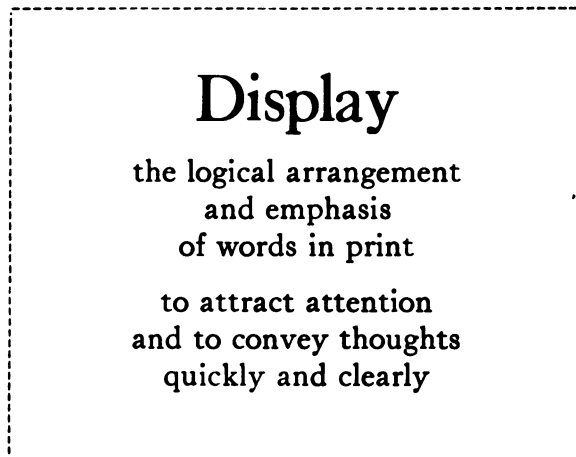 Display
the logical arrangement
and emphasis
of words in print
to attract attention
and to convey thoughts
quickly and clearly